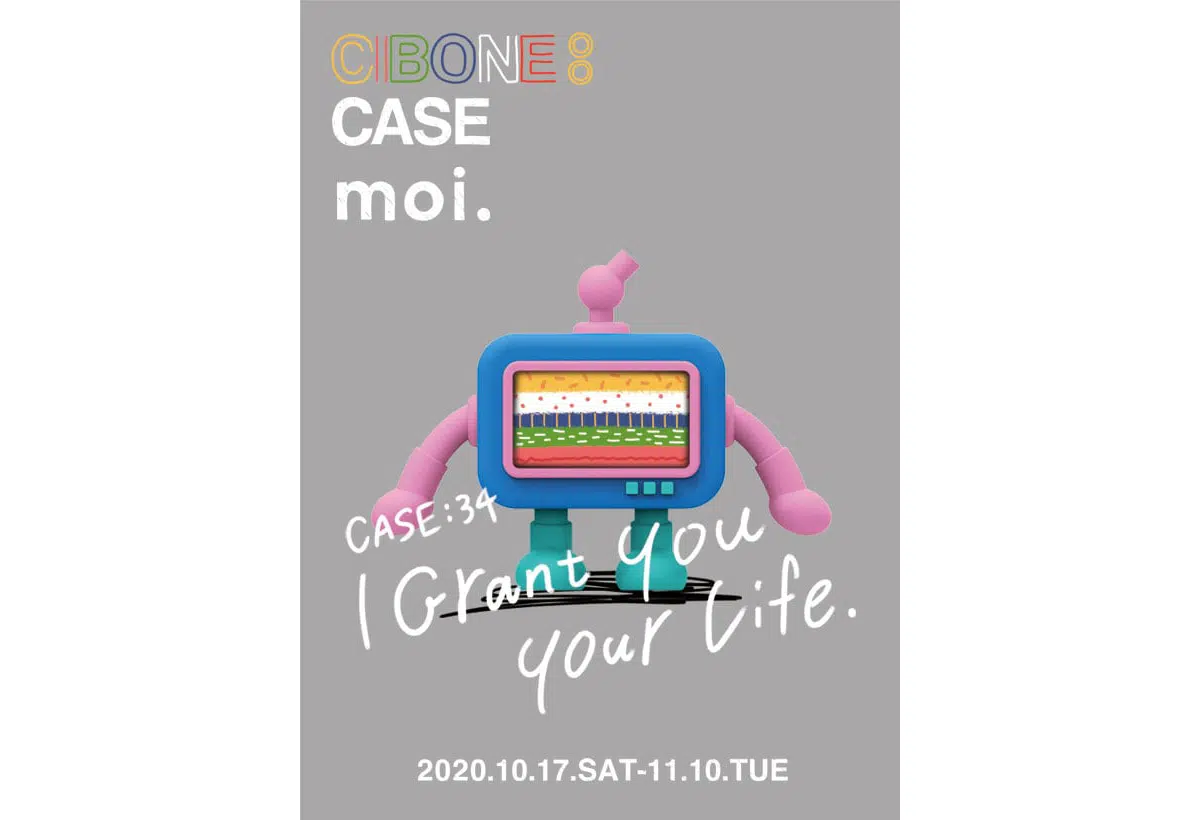 CIBONE:
CASE
moi.
CASE:34
I Grant you
your Life.
2020.10.17.SAT-11.10.TUE